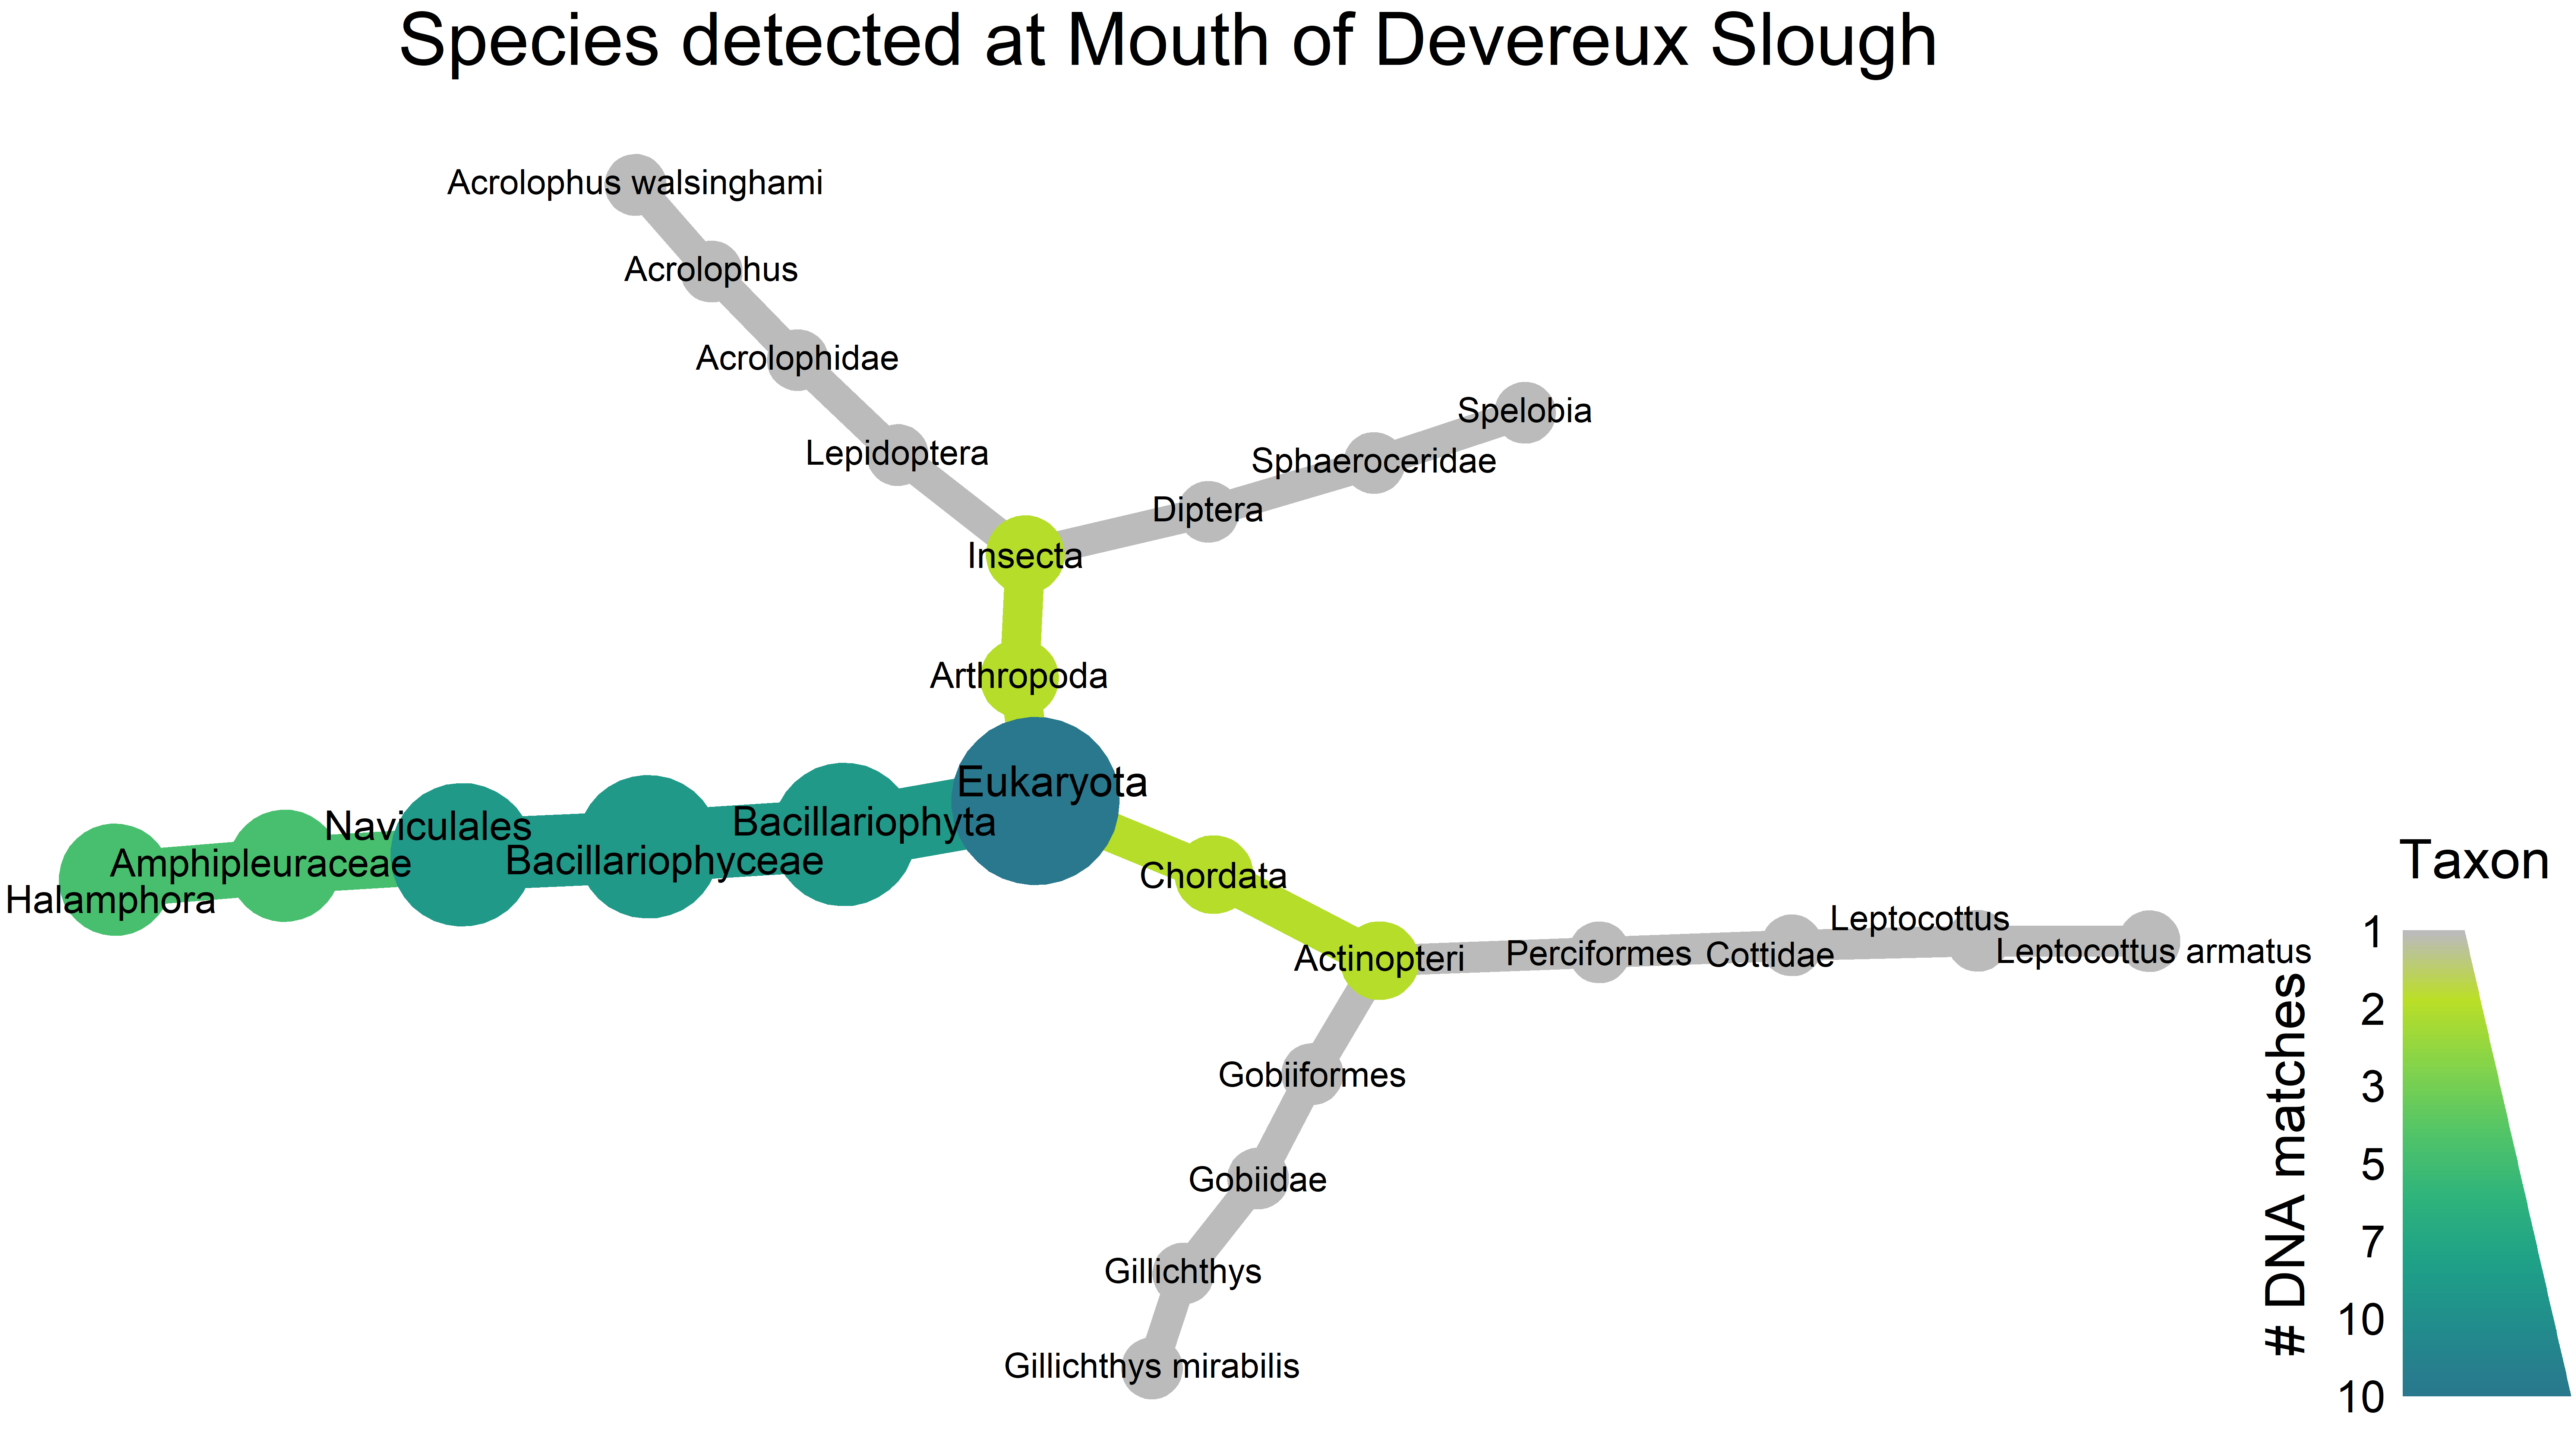 Species detected at Mouth of Devereux Slough
Acrolophus walsinghami
Acrolophus
Acrolophidae
Lepidoptera
Spelobia
Sphaeroceridae
Diptera
Insecta
Arthropoda
Eukaryota
Bacillariophyta
Bacillariophyceae
Naviculales
Amphipleuraceae
Halamphora
Chordata
Actinopteri
Perciformes
Cottidae
Leptocottus
Leptocottus armatus
Gobiiformes
Gobiidae
Gillichthys
Gillichthys mirabilis
Taxon
# DNA matches
1
2
3
5
7
10
10